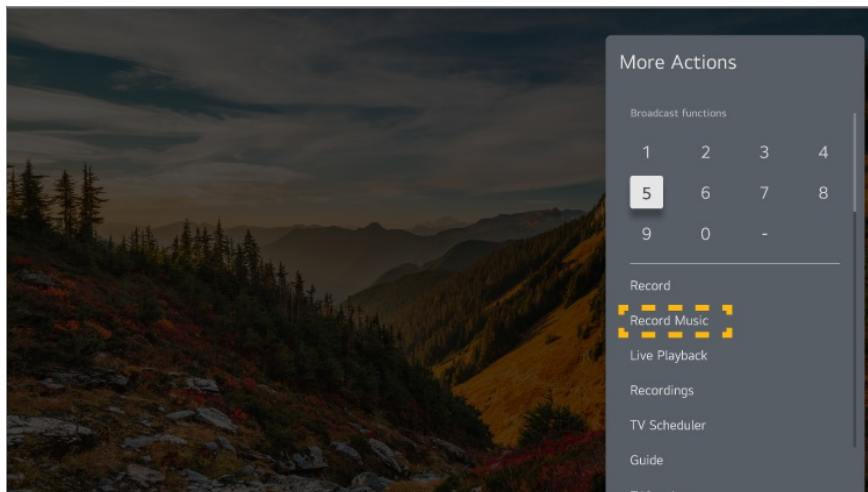 More Actions
Broadcast functions
1 2 3 4
5 6 7 8
9 0 -
Record
Record Music
Live Playback
Recordings
TV Scheduler
Guide